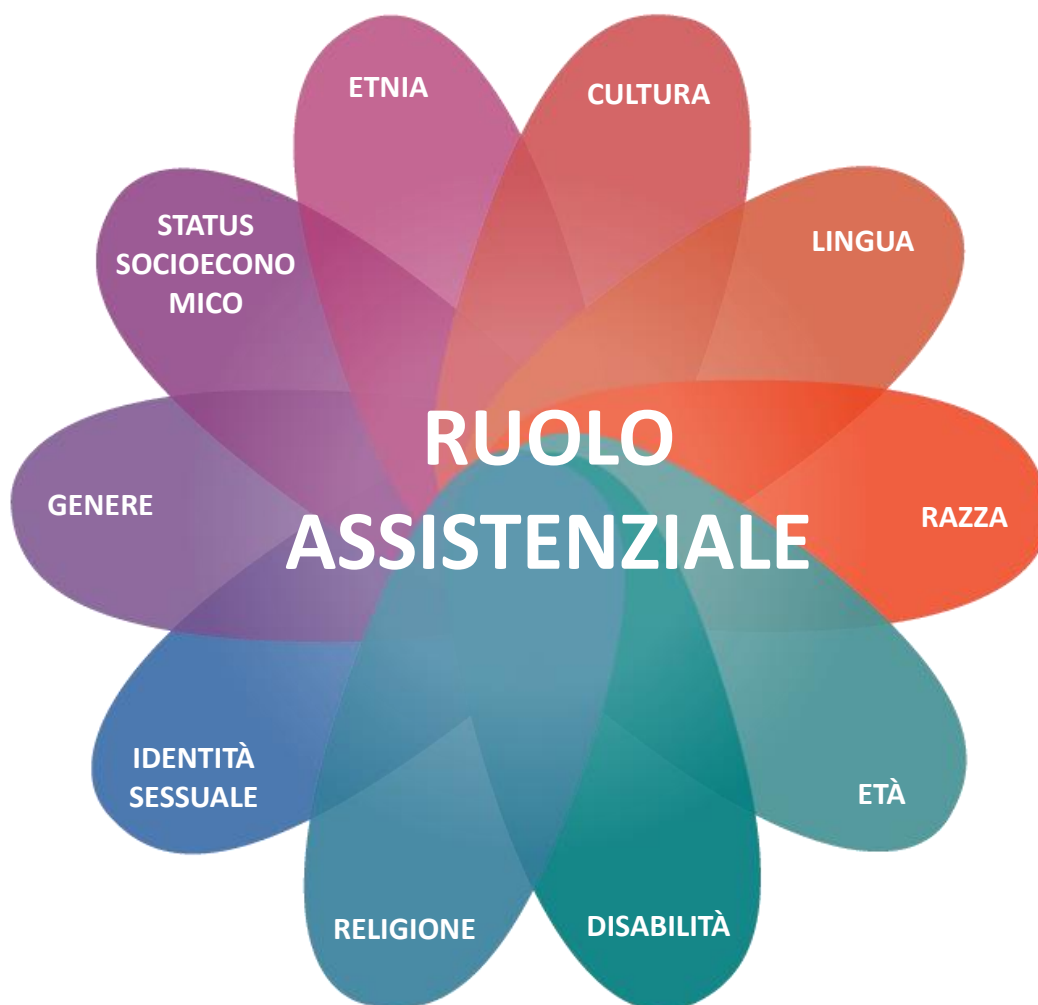 ETNIA
CULTURA
STATUS
SOCIOECONO
MICO
LINGUA
RUOLO
ASSISTENZIALE
GENERE
RAZZA
IDENTITÀ
SESSUALE
ETÀ
RELIGIONE
DISABILITÀ